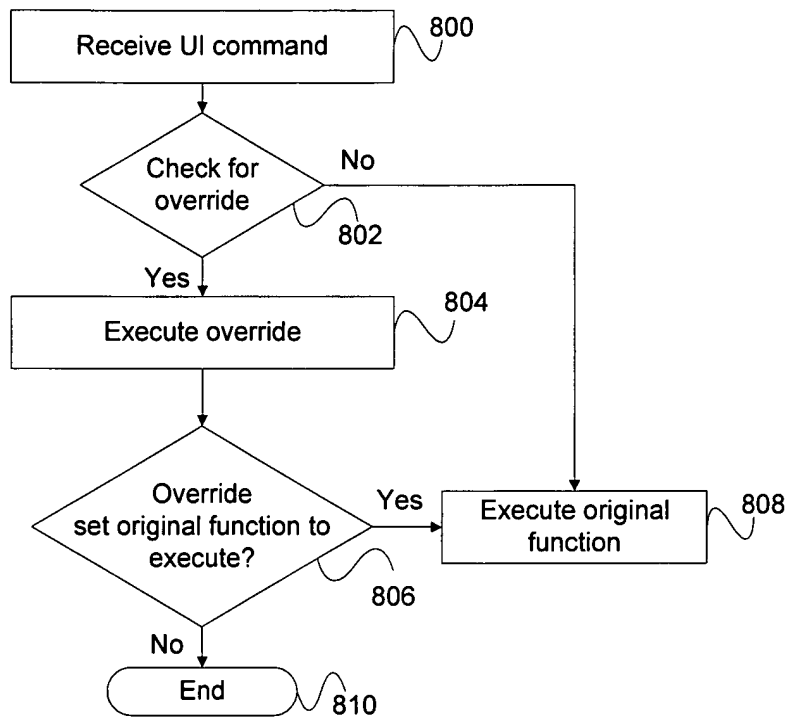 Receive UI command
800
Check for
override
No
802
Yes
Execute override
804
Override
set original function to
execute?
Yes
806
Execute original
function
808
No
End
810